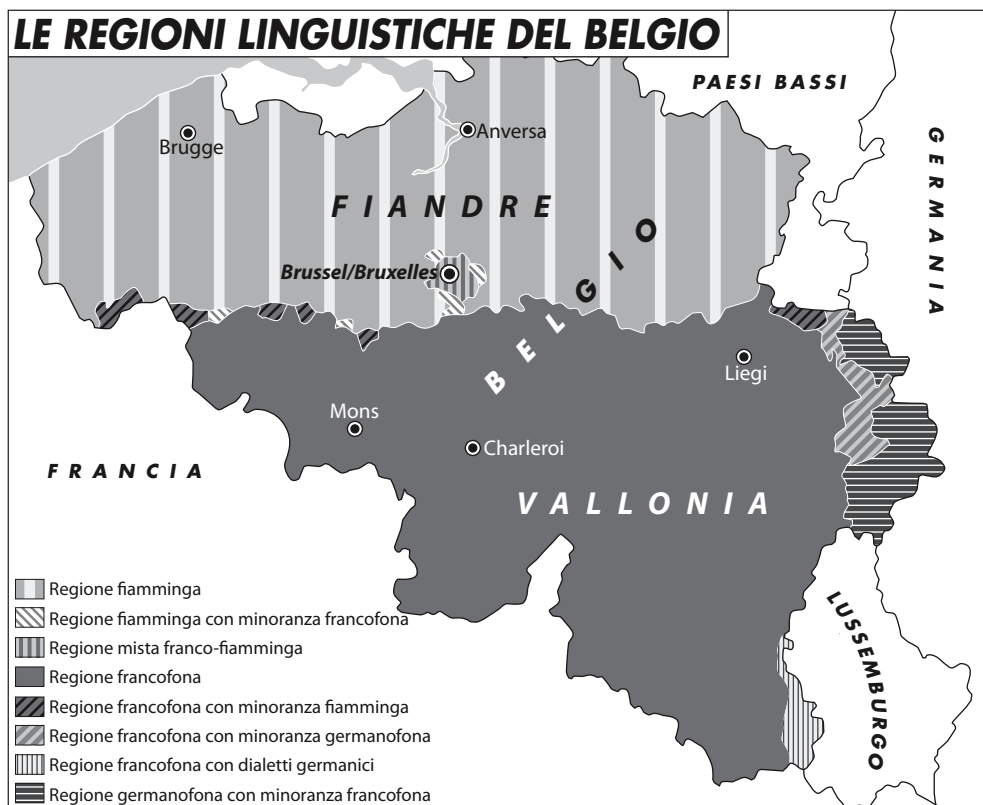 LE REGIONI LINGUISTICHE DEL BELGIO
PAESI BASSI
GERMANIA
Brugge
Anversa
FIANDRE
Brussel/Bruxelles
BELGIO
Liegi
Mons
Charleroi
FRANCIA
VALLONIA
LUSSEMBURGO
Regione fiamminga
Regione fiamminga con minoranza francofona
Regione mista franco-fiamminga
Regione francofona
Regione francofona con minoranza fiamminga
Regione francofona con minoranza germanofona
Regione francofona con dialetti germanici
Regione germanofona con minoranza francofona